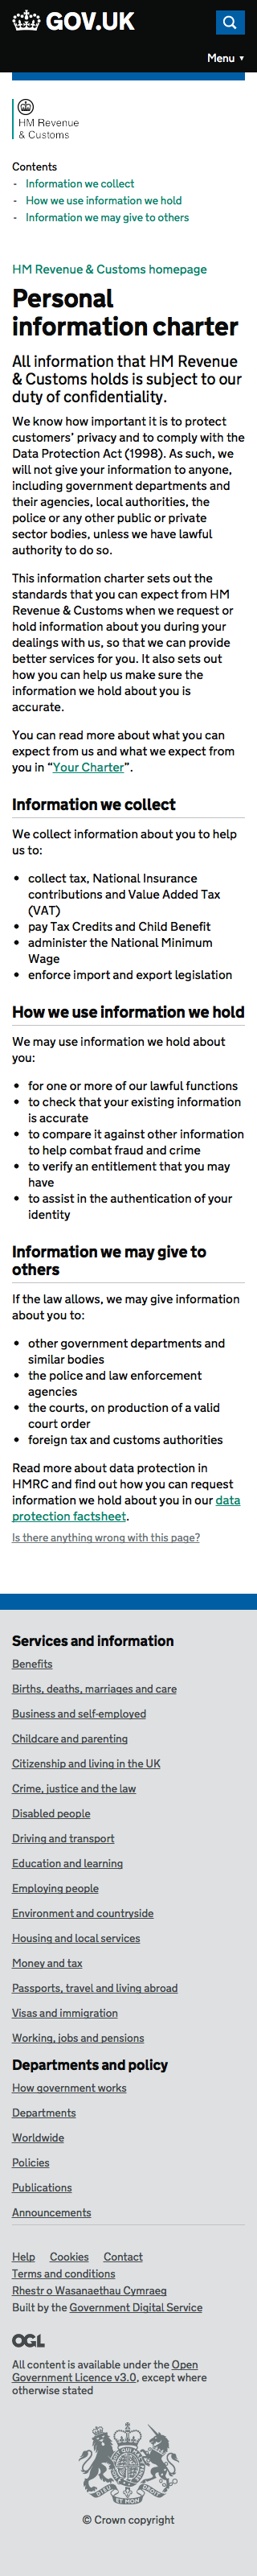 GOV.UK
Menu ▼
HM Revenue
& Customs
Contents
- Information we collect
- How we use information we hold
- Information we may give to others
HM Revenue & Customs homepage
Personal
information charter
All information that HM Revenue
& Customs holds is subject to our
duty of confidentiality.
We know how important it is to protect
customers’ privacy and to comply with the
Data Protection Act (1998). As such, we
will not give your information to anyone,
including government departments and
their agencies, local authorities, the
police or any other public or private
sector bodies, unless we have lawful
authority to do so.
This information charter sets out the
standards that you can expect from HM
Revenue & Customs when we request or
hold information about you during your
dealings with us, so that we can provide
better services for you. It also sets out
how you can help us make sure the
information we hold about you is
accurate.
You can read more about what you can
expect from us and what we expect from
you in “Your Charter”.
Information we collect
We collect information about you to help
us to:
• collect tax, National Insurance
contributions and Value Added Tax
(VAT)
• pay Tax Credits and Child Benefit
• administer the National Minimum
Wage
• enforce import and export legislation
How we use information we hold
We may use information we hold about
you:
• for one or more of our lawful functions
• to check that your existing information
is accurate
• to compare it against other information
to help combat fraud and crime
• to verify an entitlement that you may
have
• to assist in the authentication of your
identity
Information we may give to
others
If the law allows, we may give information
about you to:
• other government departments and
similar bodies
• the police and law enforcement
agencies
• the courts, on production of a valid
court order
• foreign tax and customs authorities
Read more about data protection in
HMRC and find out how you can request
information we hold about you in our data
protection factsheet.
Is there anything wrong with this page?
Services and information
Benefits
Births, deaths, marriages and care
Business and self-employed
Childcare and parenting
Citizenship and living in the UK
Crime, justice and the law
Disabled people
Driving and transport
Education and learning
Employing people
Environment and countryside
Housing and local services
Money and tax
Passports, travel and living abroad
Visas and immigration
Working, jobs and pensions
Departments and policy
How government works
Departments
Worldwide
Policies
Publications
Announcements
Help Cookies Contact
Terms and conditions
Rhestr o Wasanaethau Cymraeg
Built by the Government Digital Service
OGL
All content is available under the Open
Government Licence v3.0, except where
otherwise stated
© Crown copyright